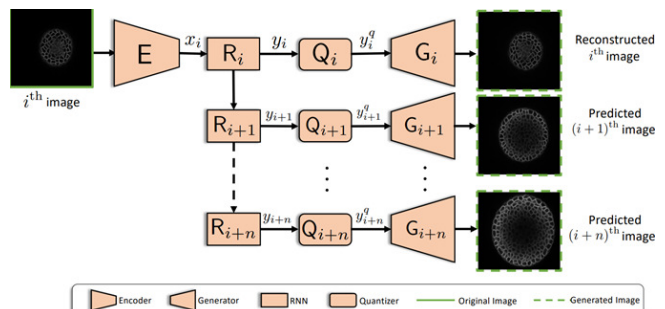 i^th image
E
x_i
R_i
y_i
Q_i
y_i^q
G_i
Reconstructed
i^th image
R_{i+1}
y_{i+1}
Q_{i+1}
y_{i+1}^q
G_{i+1}
Predicted
(i + 1)^th image
R_{i+n}
y_{i+n}
Q_{i+n}
y_{i+n}^q
G_{i+n}
Predicted
(i + n)^th image
Encoder Generator RNN Quantizer Original Image Generated Image